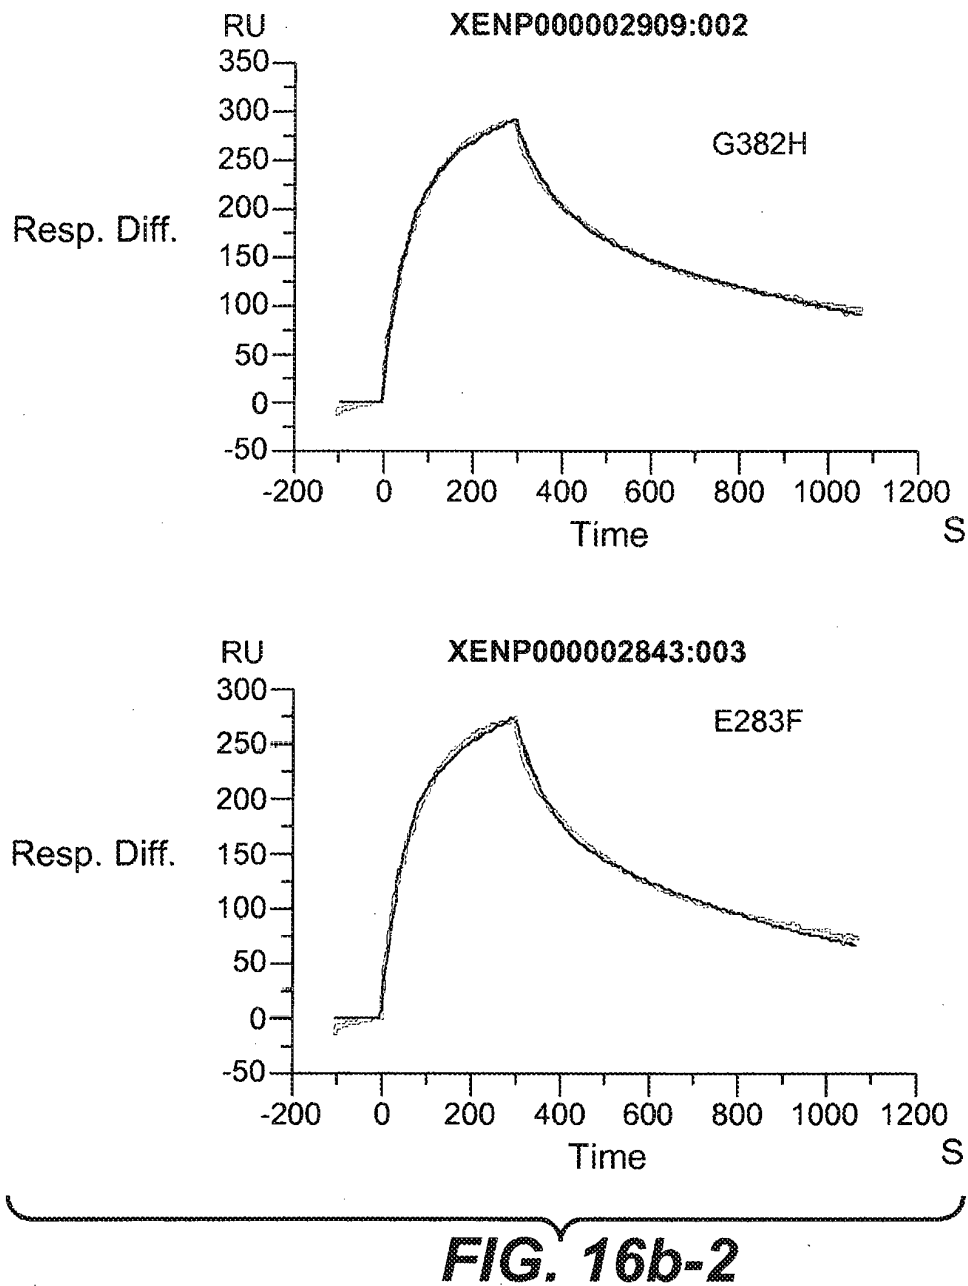 RU XENP000002909:002
350
300
G382H
250
200
Resp. Diff.
150
100
50
0
-50
-200 0 200 400 600 800 1000 1200
Time S
RU XENP000002843:003
300
E283F
250
200
150
Resp. Diff.
100
50
0
-50
-200 0 200 400 600 800 1000 1200
Time S
FIG. 16b-2